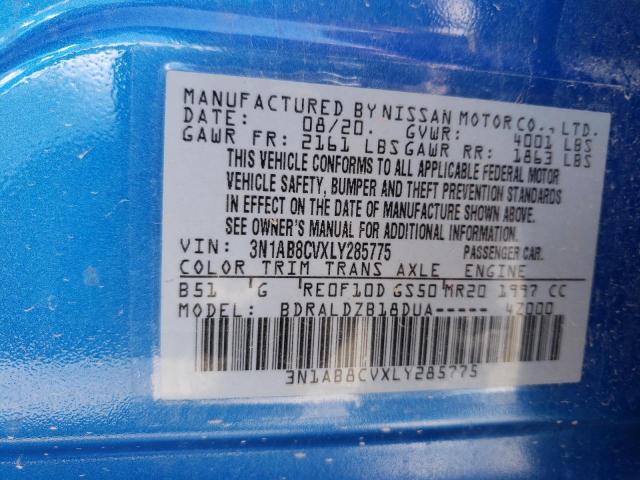 MANUFACTURED BY NISSAN MOTOR CO., LTD.
DATE: 08/20. GVWR: 4001 LBS
GAWR FR: 2161 LBS GAWR RR: 1863 LBS
THIS VEHICLE CONFORMS TO ALL APPLICABLE FEDERAL MOTOR
VEHICLE SAFETY, BUMPER AND THEFT PREVENTION STANDARDS
IN EFFECT ON THE DATE OF MANUFACTURE SHOWN ABOVE.
SEE OWNER'S MANUAL FOR ADDITIONAL INFORMATION.
VIN: 3N1AB8CVXLY285775 PASSENGER CAR.
COLOR TRIM TRANS AXLE ENGINE
B51 G RE0F10D GS50 MR20 1997 CC
MODEL: BDRALDZB18DUA----- 4Z000
3N1AB8CVXLY285775